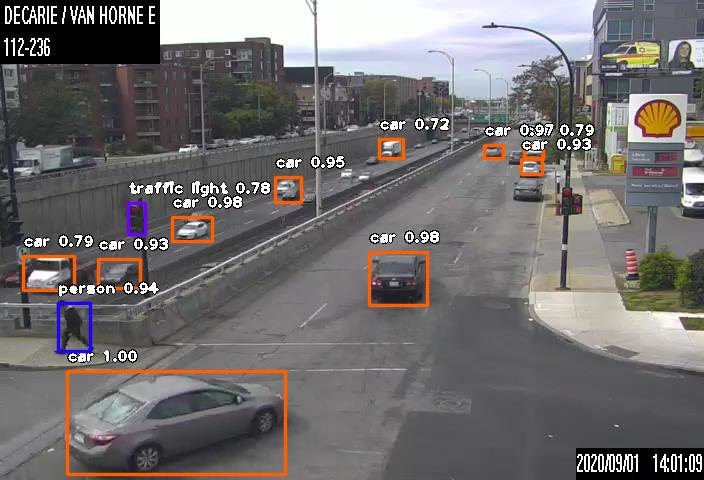 DECARIE / VAN HORNE E
112-236
car 0.72
car 0.97
0.79
car 0.93
car 0.95
traffic light 0.78
car 0.98
car 0.79
car 0.93
car 0.98
person 0.94
car 1.00
2020/09/01 14:01:09